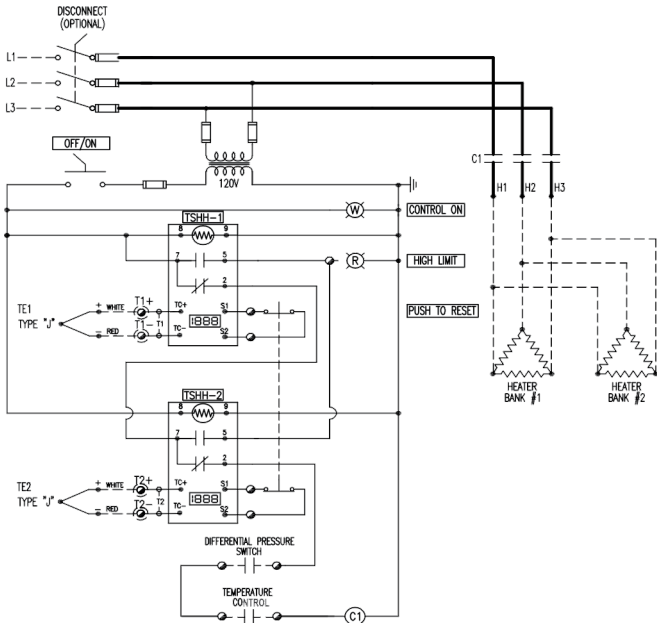 DISCONNECT
(OPTIONAL)
L1
L2
L3
OFF/ON
120V
C1
H1
H2
H3
W
CONTROL ON
TSHH-1
8
9
7
5
R
HIGH LIMIT
2
TE1
TYPE "J"
+
WHITE
T1+
TC+
S1
PUSH TO RESET
T1
:888
-
RED
T1-
TC-
S2
HEATER
BANK #1
HEATER
BANK #2
TSHH-2
8
9
7
5
2
TE2
TYPE "J"
+
WHITE
T2+
TC+
S1
T2
:888
-
RED
T2-
TC-
S2
DIFFERENTIAL PRESSURE
SWITCH
TEMPERATURE
CONTROL
C1